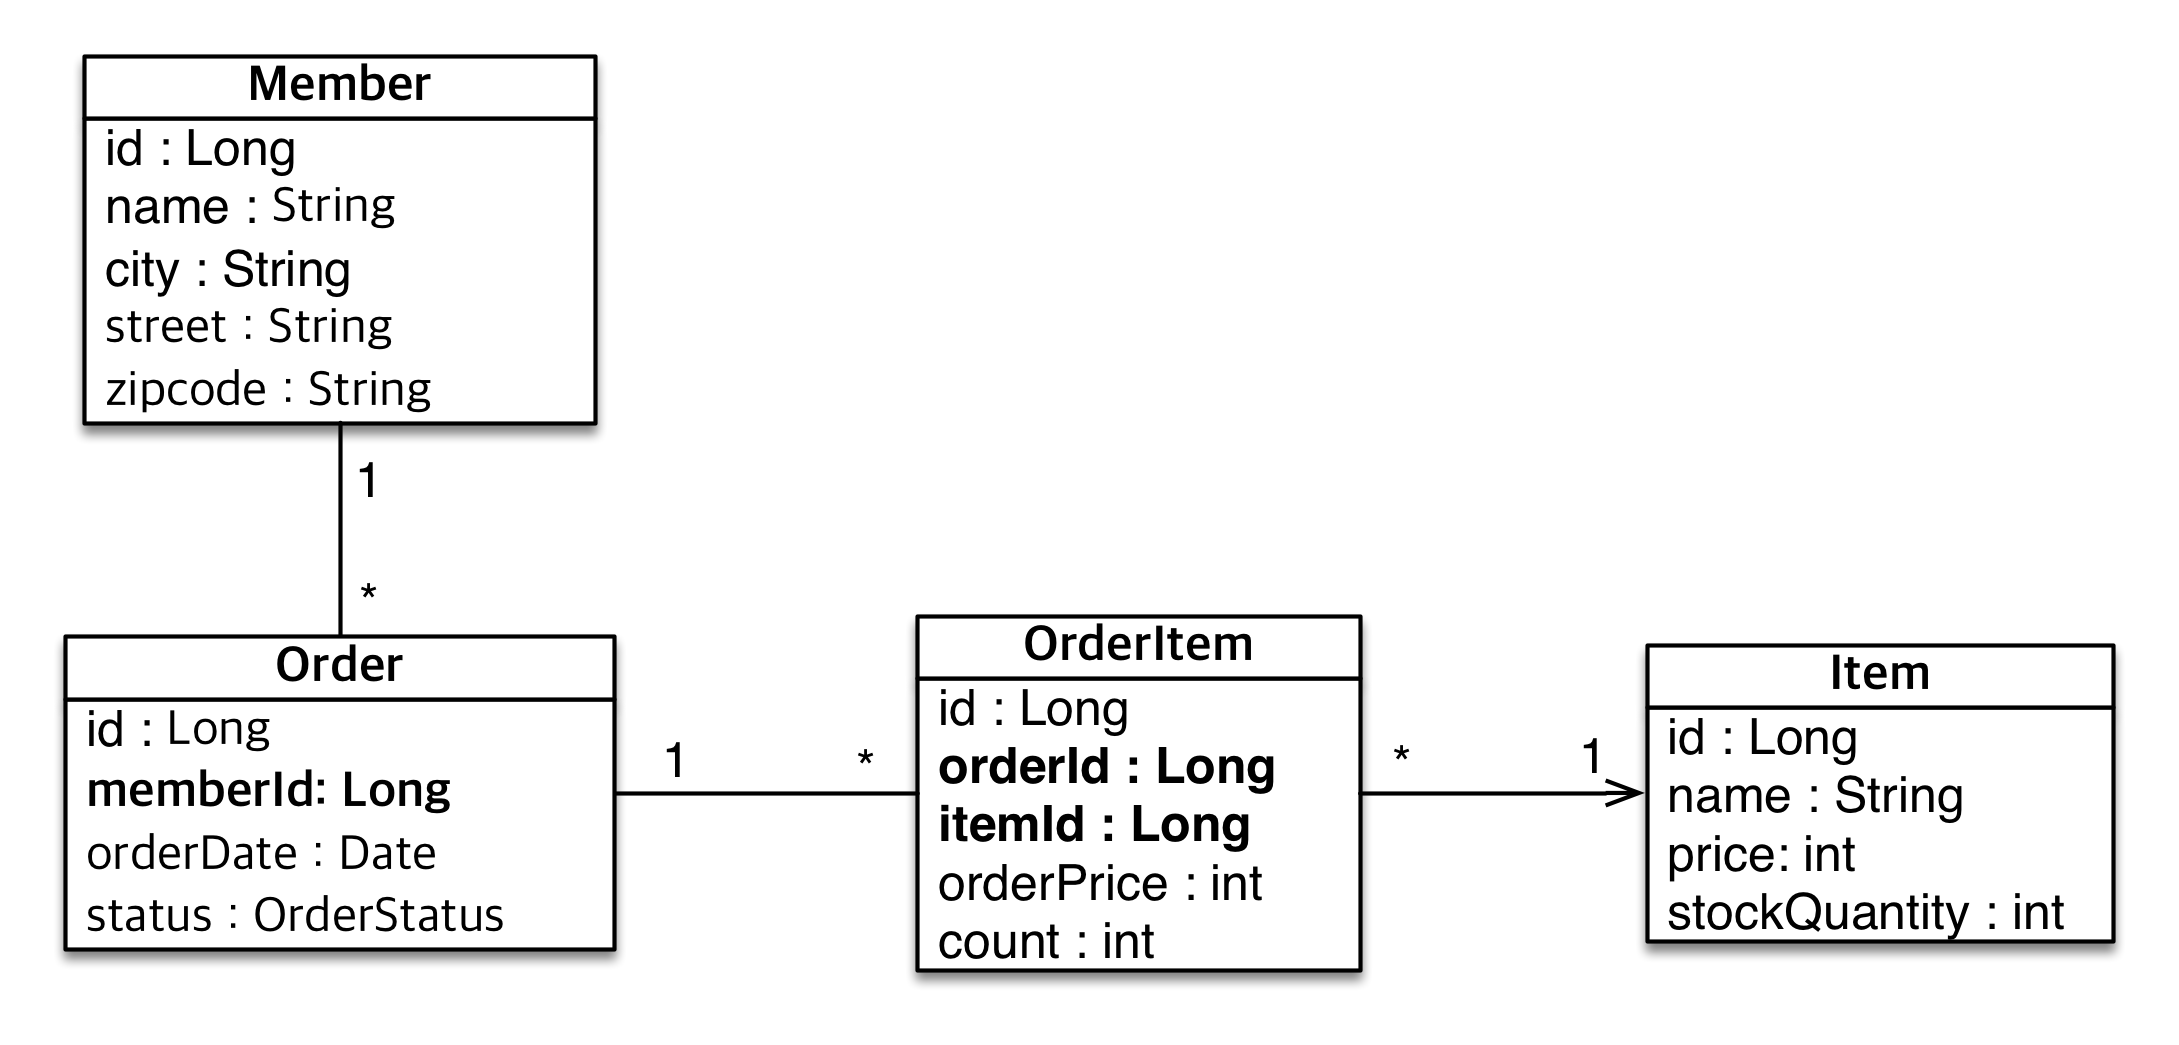 Member
id : Long
name : String
city : String
street : String
zipcode : String
1
*
Order
id : Long
memberId: Long
orderDate : Date
status : OrderStatus
1
*
OrderItem
id : Long
orderId : Long
itemId : Long
orderPrice : int
count : int
*
1
Item
id : Long
name : String
price: int
stockQuantity : int